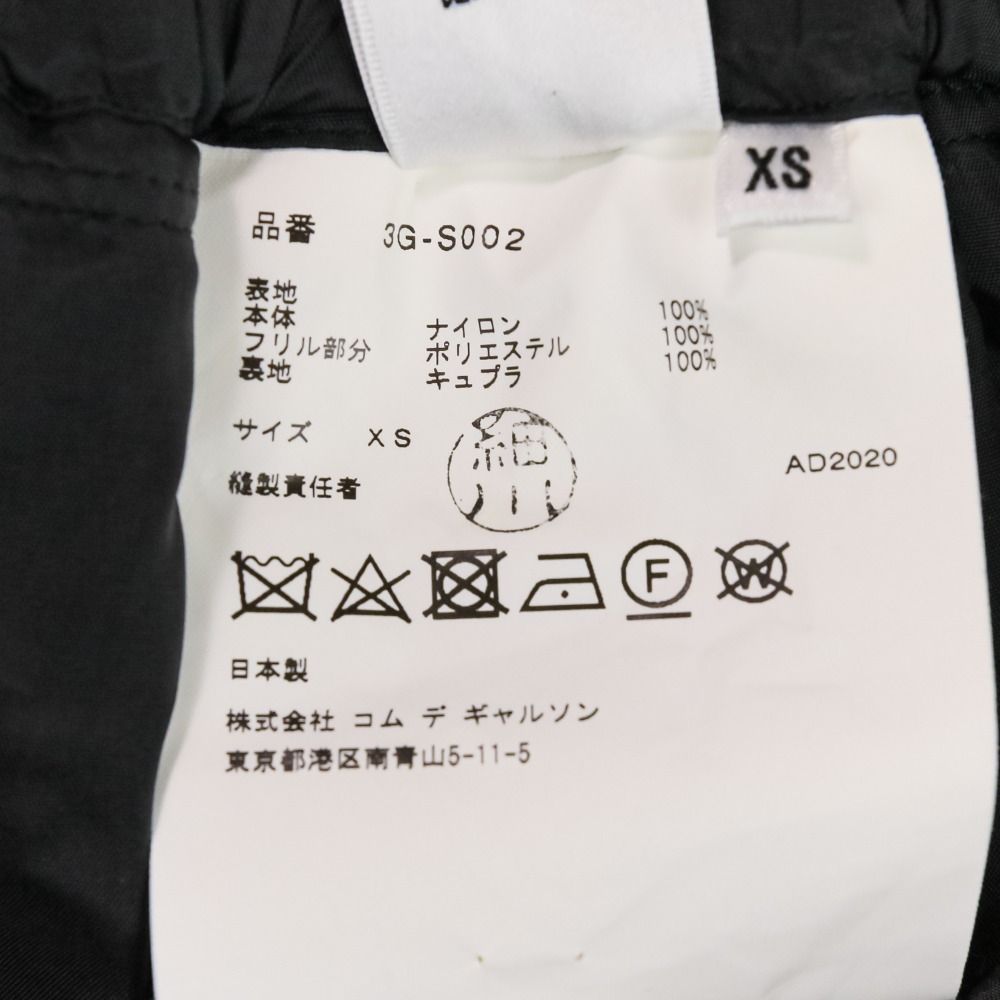 XS
品番 3G-S002
表地
本体 ナイロン 100%
フリル部分 ポリエステル 100%
裏地 キュプラ 100%
サイズ XS
細川
AD2020
縫製責任者
F
W
日本製
株式会社 コム デ ギャルソン
東京都港区南青山5-11-5